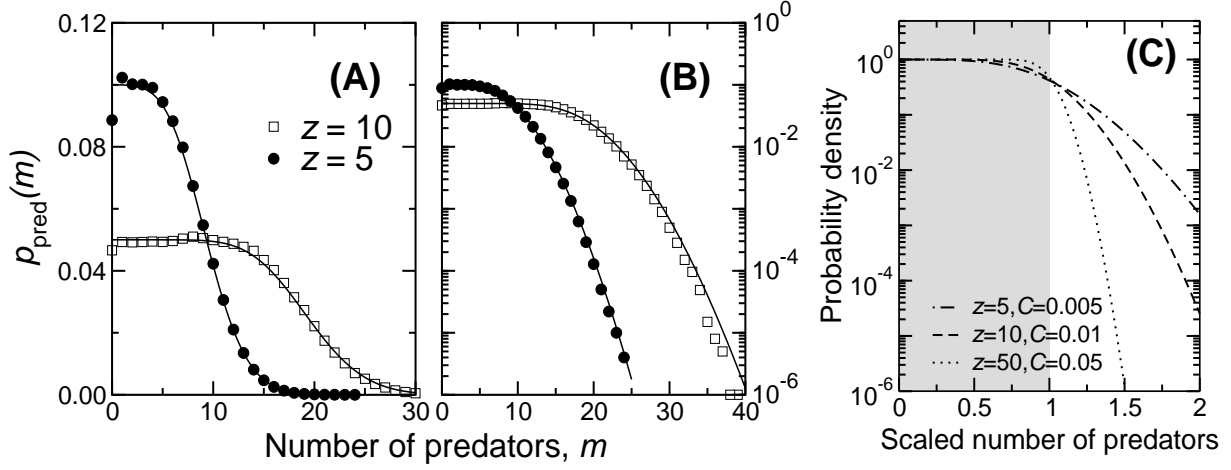 0.12
0.08
0.04
0.00
p_pred(m)
(A)
z = 10
z = 5
0 10 20 30
(B)
10^0
10^-2
10^-4
10^-6
0 10 20 30 40
Number of predators, m
(C)
Probability density
10^0
10^-2
10^-4
10^-6
z=5,C=0.005
z=10,C=0.01
z=50,C=0.05
0 0.5 1 1.5 2
Scaled number of predators